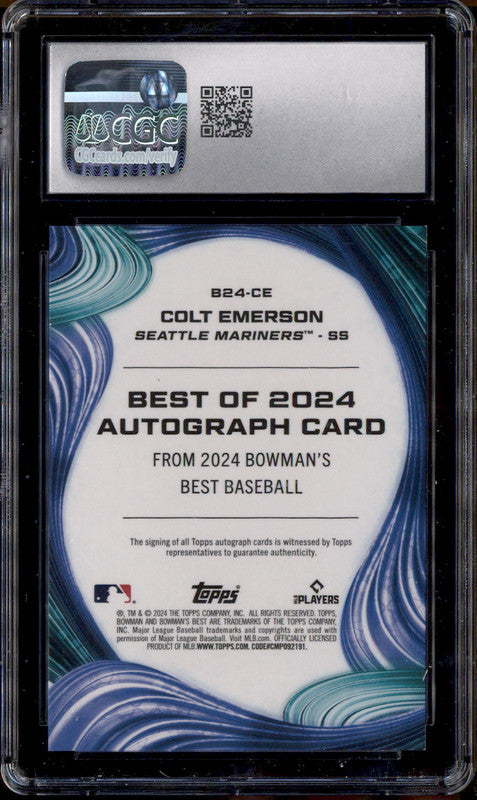 CGC
CGCcards.com/verify
B24-CE
COLT EMERSON
SEATTLE MARINERS™ - SS
BEST OF 2024
AUTOGRAPH CARD
FROM 2024 BOWMAN'S
BEST BASEBALL
The signing of all Topps autograph cards is witnessed by Topps
representatives to guarantee authenticity.
Topps
MLB PLAYERS
®, TM & © 2024 THE TOPPS COMPANY, INC. ALL RIGHTS RESERVED. TOPPS,
BOWMAN AND BOWMAN'S BEST ARE TRADEMARKS OF THE TOPPS COMPANY,
INC. Major League Baseball trademarks and copyrights are used with
permission of Major League Baseball. Visit MLB.com. OFFICIALLY LICENSED
PRODUCT OF MLB.WWW.TOPPS.COM. CODE#CMP092191.